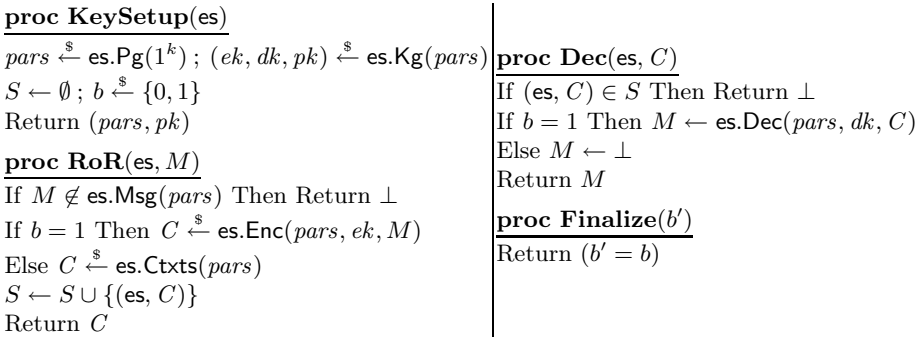 proc KeySetup(es)
pars ←$ es.Pg(1^k) ; (ek, dk, pk) ←$ es.Kg(pars)
S ← ∅ ; b ←$ {0, 1}
Return (pars, pk)
proc RoR(es, M)
If M ∉ es.Msg(pars) Then Return ⊥
If b = 1 Then C ←$ es.Enc(pars, ek, M)
Else C ←$ es.Ctxts(pars)
S ← S ∪ {(es, C)}
Return C
proc Dec(es, C)
If (es, C) ∈ S Then Return ⊥
If b = 1 Then M ← es.Dec(pars, dk, C)
Else M ← ⊥
Return M
proc Finalize(b′)
Return (b′ = b)